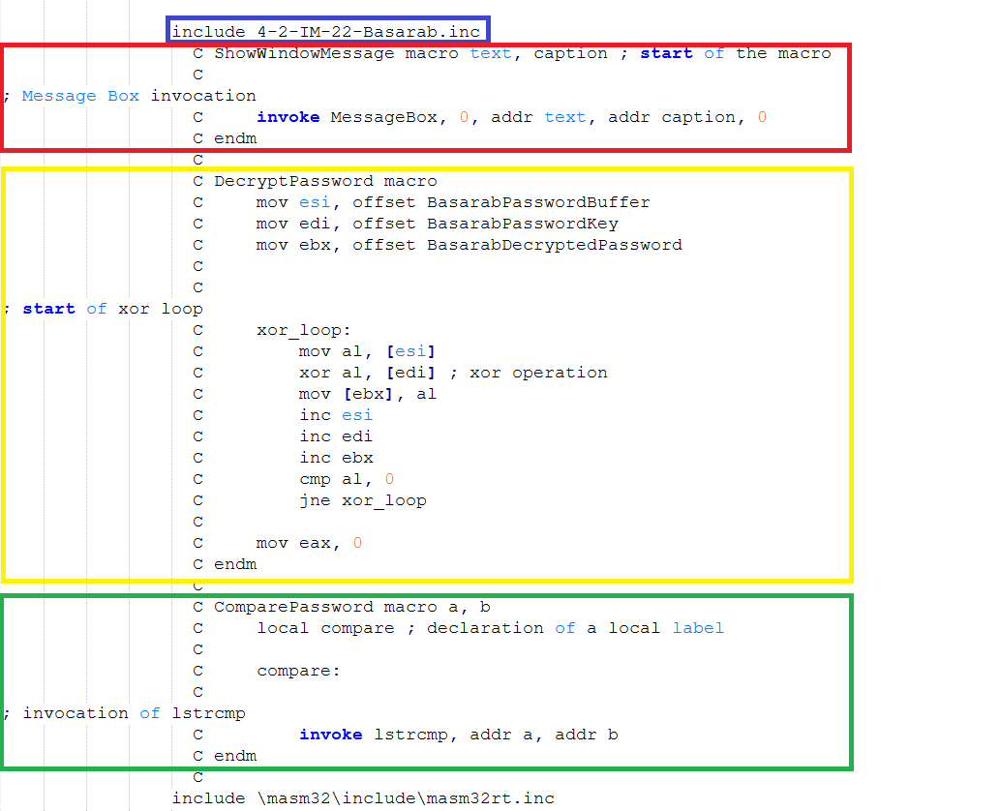 include 4-2-IM-22-Basarab.inc
C ShowWindowMessage macro text, caption ; start of the macro
C
; Message Box invocation
C     invoke MessageBox, 0, addr text, addr caption, 0
C endm
C
C DecryptPassword macro
C     mov esi, offset BasarabPasswordBuffer
C     mov edi, offset BasarabPasswordKey
C     mov ebx, offset BasarabDecryptedPassword
C
C
; start of xor loop
C     xor_loop:
C         mov al, [esi]
C         xor al, [edi] ; xor operation
C         mov [ebx], al
C         inc esi
C         inc edi
C         inc ebx
C         cmp al, 0
C         jne xor_loop
C
C     mov eax, 0
C endm
C
C ComparePassword macro a, b
C     local compare ; declaration of a local label
C
C     compare:
C
; invocation of lstrcmp
C         invoke lstrcmp, addr a, addr b
C endm
C
include \masm32\include\masm32rt.inc